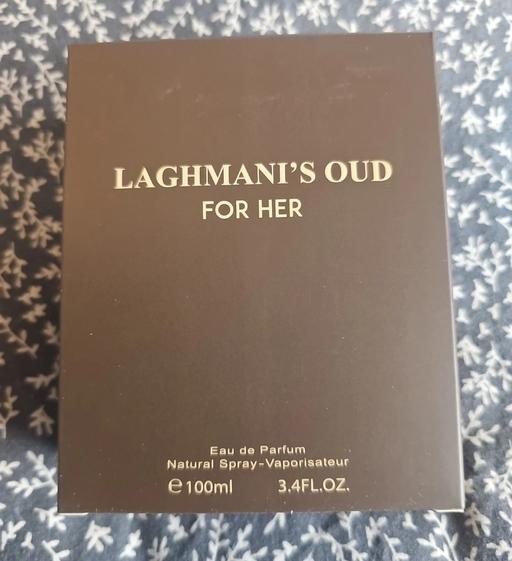 LAGHMANI'S OUD
FOR HER
Eau de Parfum
Natural Spray-Vaporisateur
℮100ml 3.4FL.OZ.